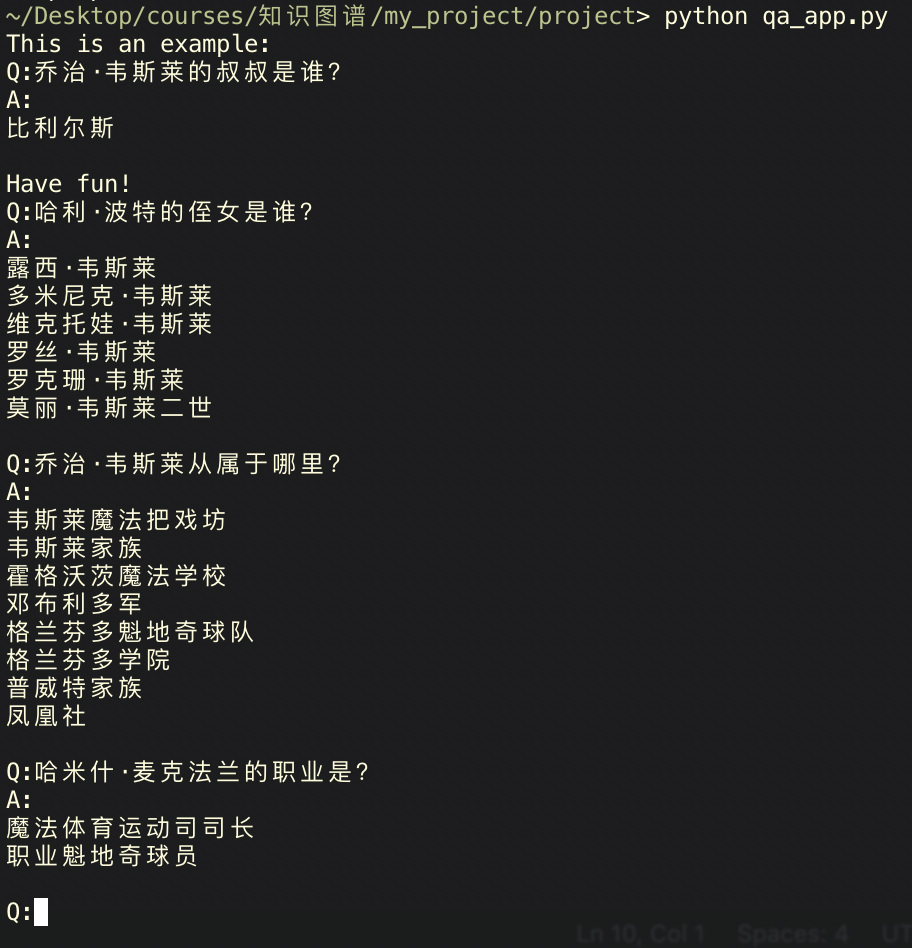 ~/Desktop/courses/知识图谱/my_project/project> python qa_app.py
This is an example:
Q:乔治·韦斯莱的叔叔是谁?
A:
比利尔斯
Have fun!
Q:哈利·波特的侄女是谁?
A:
露西·韦斯莱
多米尼克·韦斯莱
维克托娃·韦斯莱
罗丝·韦斯莱
罗克珊·韦斯莱
莫丽·韦斯莱二世
Q:乔治·韦斯莱从属于哪里?
A:
韦斯莱魔法把戏坊
韦斯莱家族
霍格沃茨魔法学校
邓布利多军
格兰芬多魁地奇球队
格兰芬多学院
普威特家族
凤凰社
Q:哈米什·麦克法兰的职业是?
A:
魔法体育运动司司长
职业魁地奇球员
Q:
Ln 10, Col 1 Spaces: 4 UT